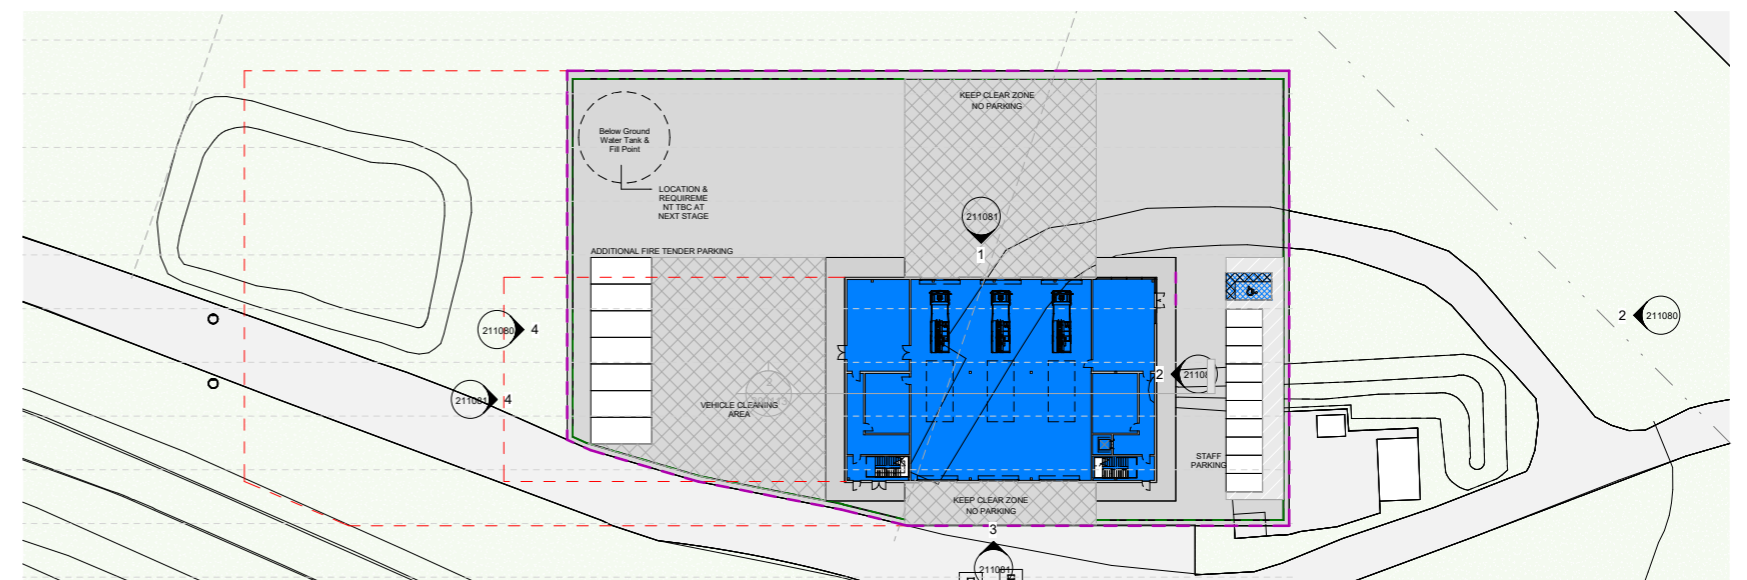 KEEP CLEAR ZONE
NO PARKING
Below Ground
Water Tank &
Fill Point
LOCATION &
REQUIREME
NT TBC AT
NEXT STAGE
211081
1
ADDITIONAL FIRE TENDER PARKING
211080
4
2
211080
2
211081
4
VEHICLE CLEANING
AREA
STAFF
PARKING
KEEP CLEAR ZONE
NO PARKING
3
211081